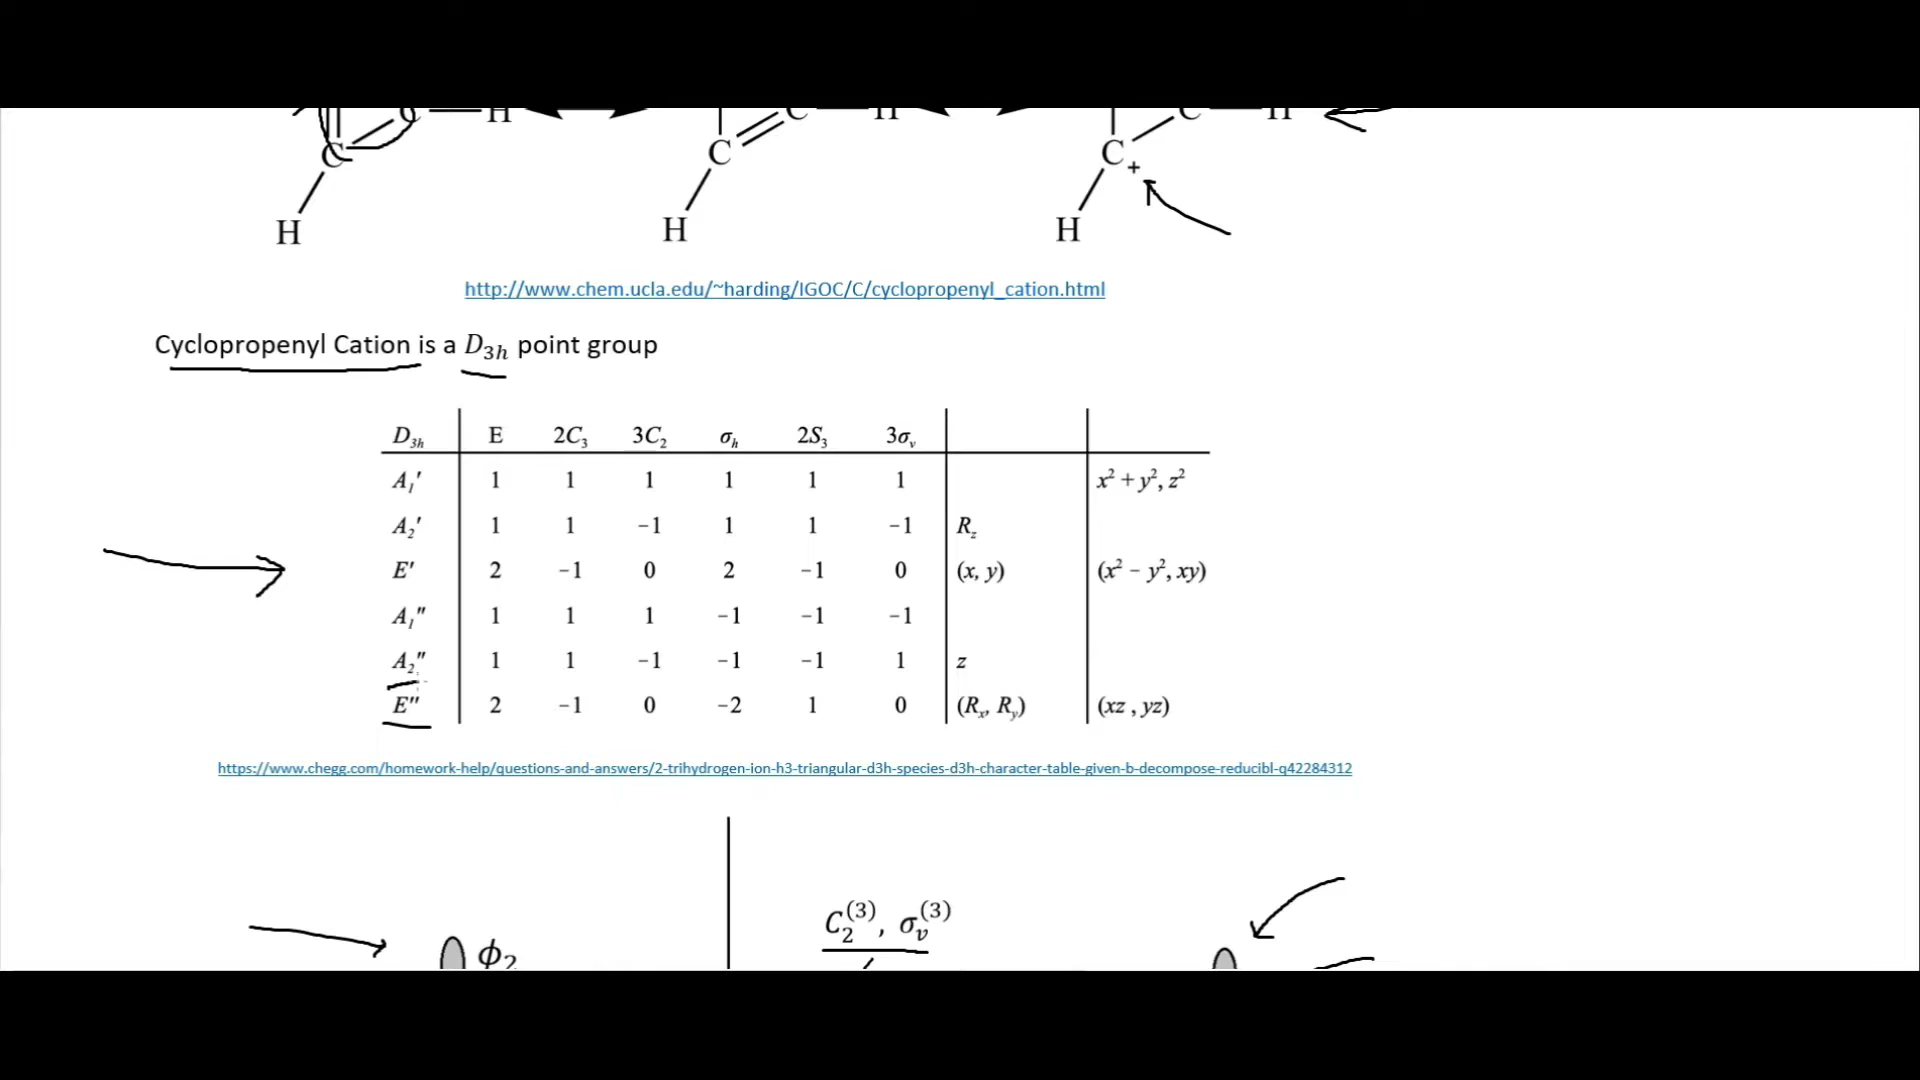 C H H C H
C C C +
H H H
http://www.chem.ucla.edu/~harding/IGOC/C/cyclopropenyl_cation.html
Cyclopropenyl Cation is a D₃ₕ point group
D₃ₕ E 2C₃ 3C₂ σₕ 2S₃ 3σᵥ
A₁′ 1 1 1 1 1 1 x² + y², z²
A₂′ 1 1 −1 1 1 −1 R_z
E′ 2 −1 0 2 −1 0 (x, y) (x² − y², xy)
A₁″ 1 1 1 −1 −1 −1
A₂″ 1 1 −1 −1 −1 1 z
E″ 2 −1 0 −2 1 0 (Rₓ, R_y) (xz , yz)
https://www.chegg.com/homework-help/questions-and-answers/2-trihydrogen-ion-h3-triangular-d3h-species-d3h-character-table-given-b-decompose-reducibl-q42284312
C₂⁽³⁾, σᵥ⁽³⁾
ϕ₂